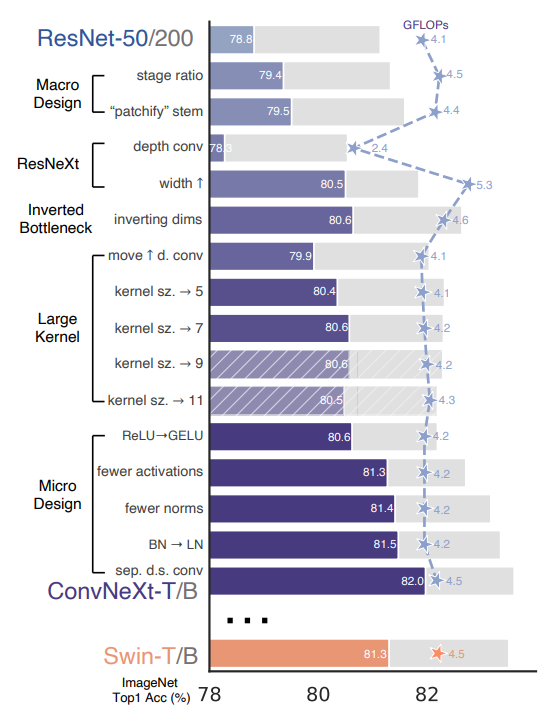 GFLOPs
ResNet-50/200 78.8 4.1
Macro Design
stage ratio 79.4 4.5
"patchify" stem 79.5 4.4
ResNeXt
depth conv 78.3 2.4
width ↑ 80.5 5.3
Inverted Bottleneck
inverting dims 80.6 4.6
Large Kernel
move ↑ d. conv 79.9 4.1
kernel sz. → 5 80.4 4.1
kernel sz. → 7 80.6 4.2
kernel sz. → 9 80.6 4.2
kernel sz. → 11 80.5 4.3
Micro Design
ReLU→GELU 80.6 4.2
fewer activations 81.3 4.2
fewer norms 81.4 4.2
BN → LN 81.5 4.2
sep. d.s. conv
ConvNeXt-T/B 82.0 4.5
Swin-T/B 81.3 4.5
ImageNet
Top1 Acc (%) 78 80 82